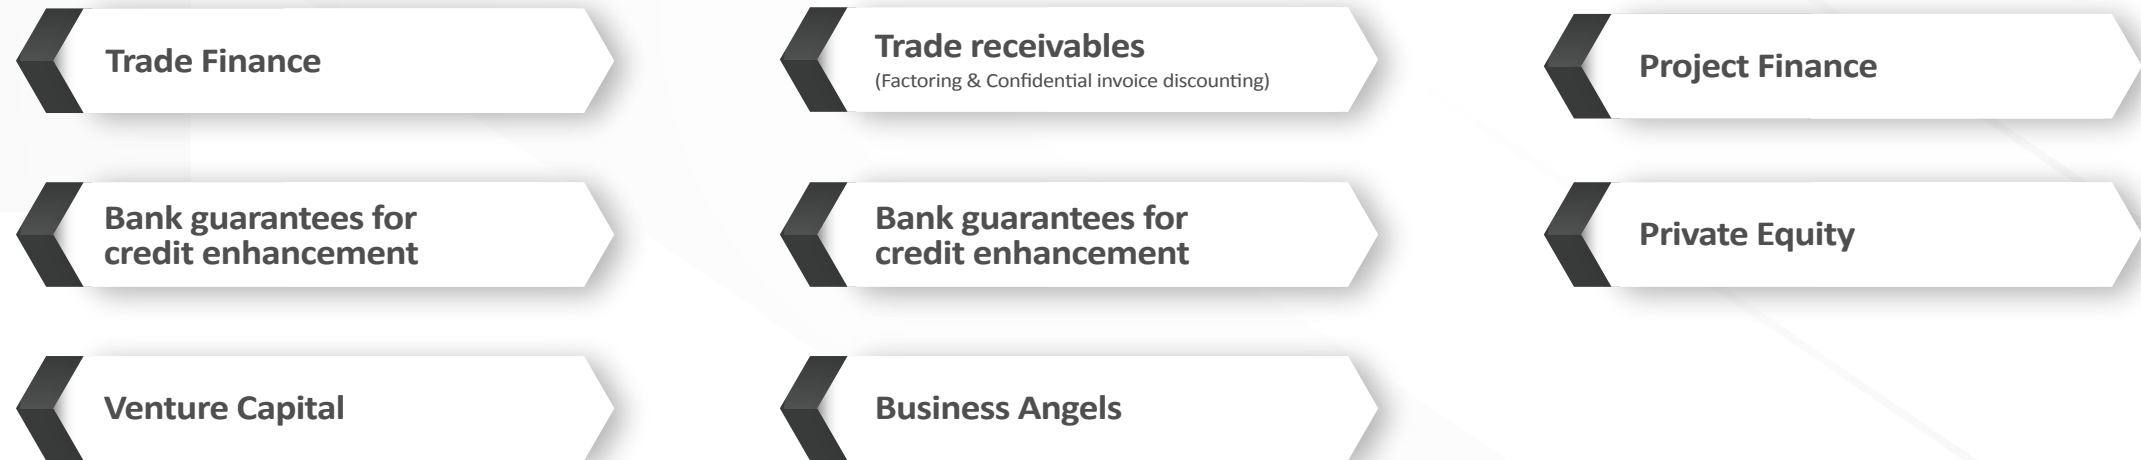 Trade Finance
Trade receivables
(Factoring & Confidential invoice discounting)
Project Finance
Bank guarantees for
credit enhancement
Bank guarantees for
credit enhancement
Private Equity
Venture Capital
Business Angels